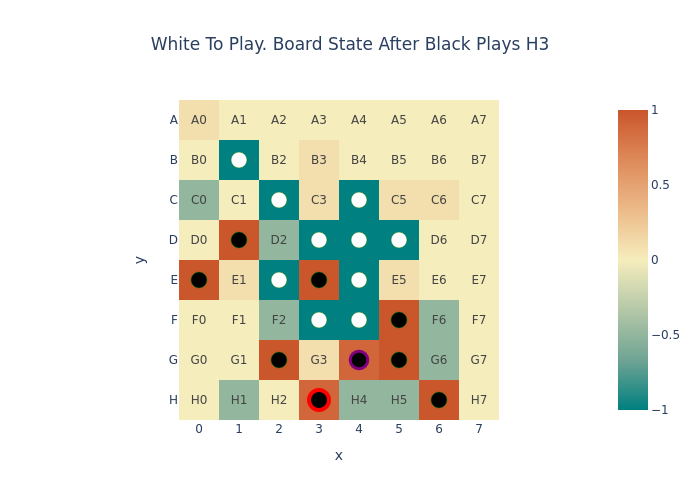 White To Play. Board State After Black Plays H3
A A0 A1 A2 A3 A4 A5 A6 A7
B B0 B2 B3 B4 B5 B6 B7
C C0 C1 C3 C5 C6 C7
D D0 D2 D6 D7
E E1 E5 E6 E7
F F0 F1 F2 F6 F7
G G0 G1 G3 G6 G7
H H0 H1 H2 H4 H5 H7
0 1 2 3 4 5 6 7
x
y
1
0.5
0
−0.5
−1